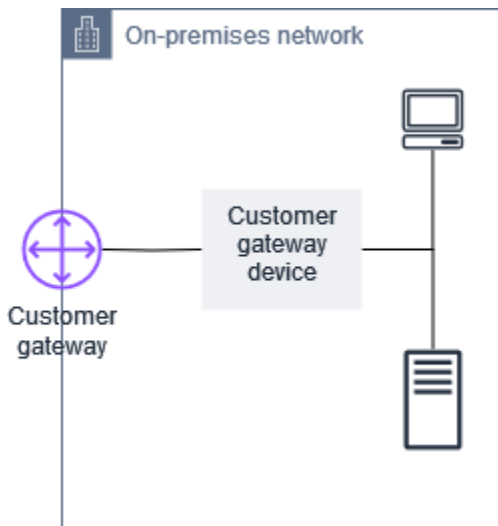 On-premises network
Customer
gateway
device
Customer
gateway